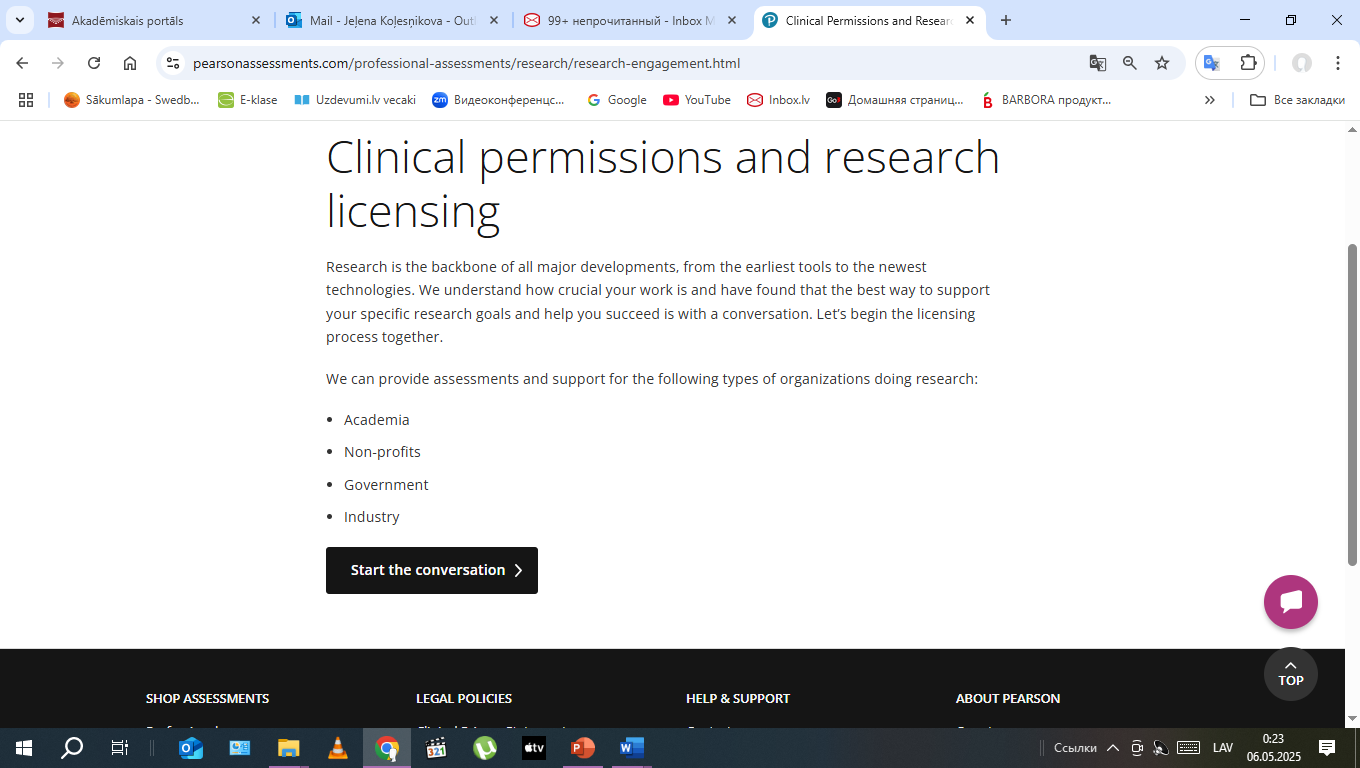 Akadēmiskais portāls
Mail - Jeļena Koļesņikova - Outl
99+ непрочитанный - Inbox M
Clinical Permissions and Resear
pearsonassessments.com/professional-assessments/research/research-engagement.html
Sākumlapa - Swedb...
E-klase
Uzdevumi.lv vecaki
zm
Видеоконференцс...
Google
YouTube
Inbox.lv
Go3
Домашняя страниц...
BARBORA продукт...
Все закладки
Clinical permissions and research
licensing
Research is the backbone of all major developments, from the earliest tools to the newest
technologies. We understand how crucial your work is and have found that the best way to support
your specific research goals and help you succeed is with a conversation. Let’s begin the licensing
process together.
We can provide assessments and support for the following types of organizations doing research:
• Academia
• Non-profits
• Government
• Industry
Start the conversation
TOP
SHOP ASSESSMENTS
LEGAL POLICIES
HELP & SUPPORT
ABOUT PEARSON
321
tv
Ссылки
LAV
0:23
06.05.2025